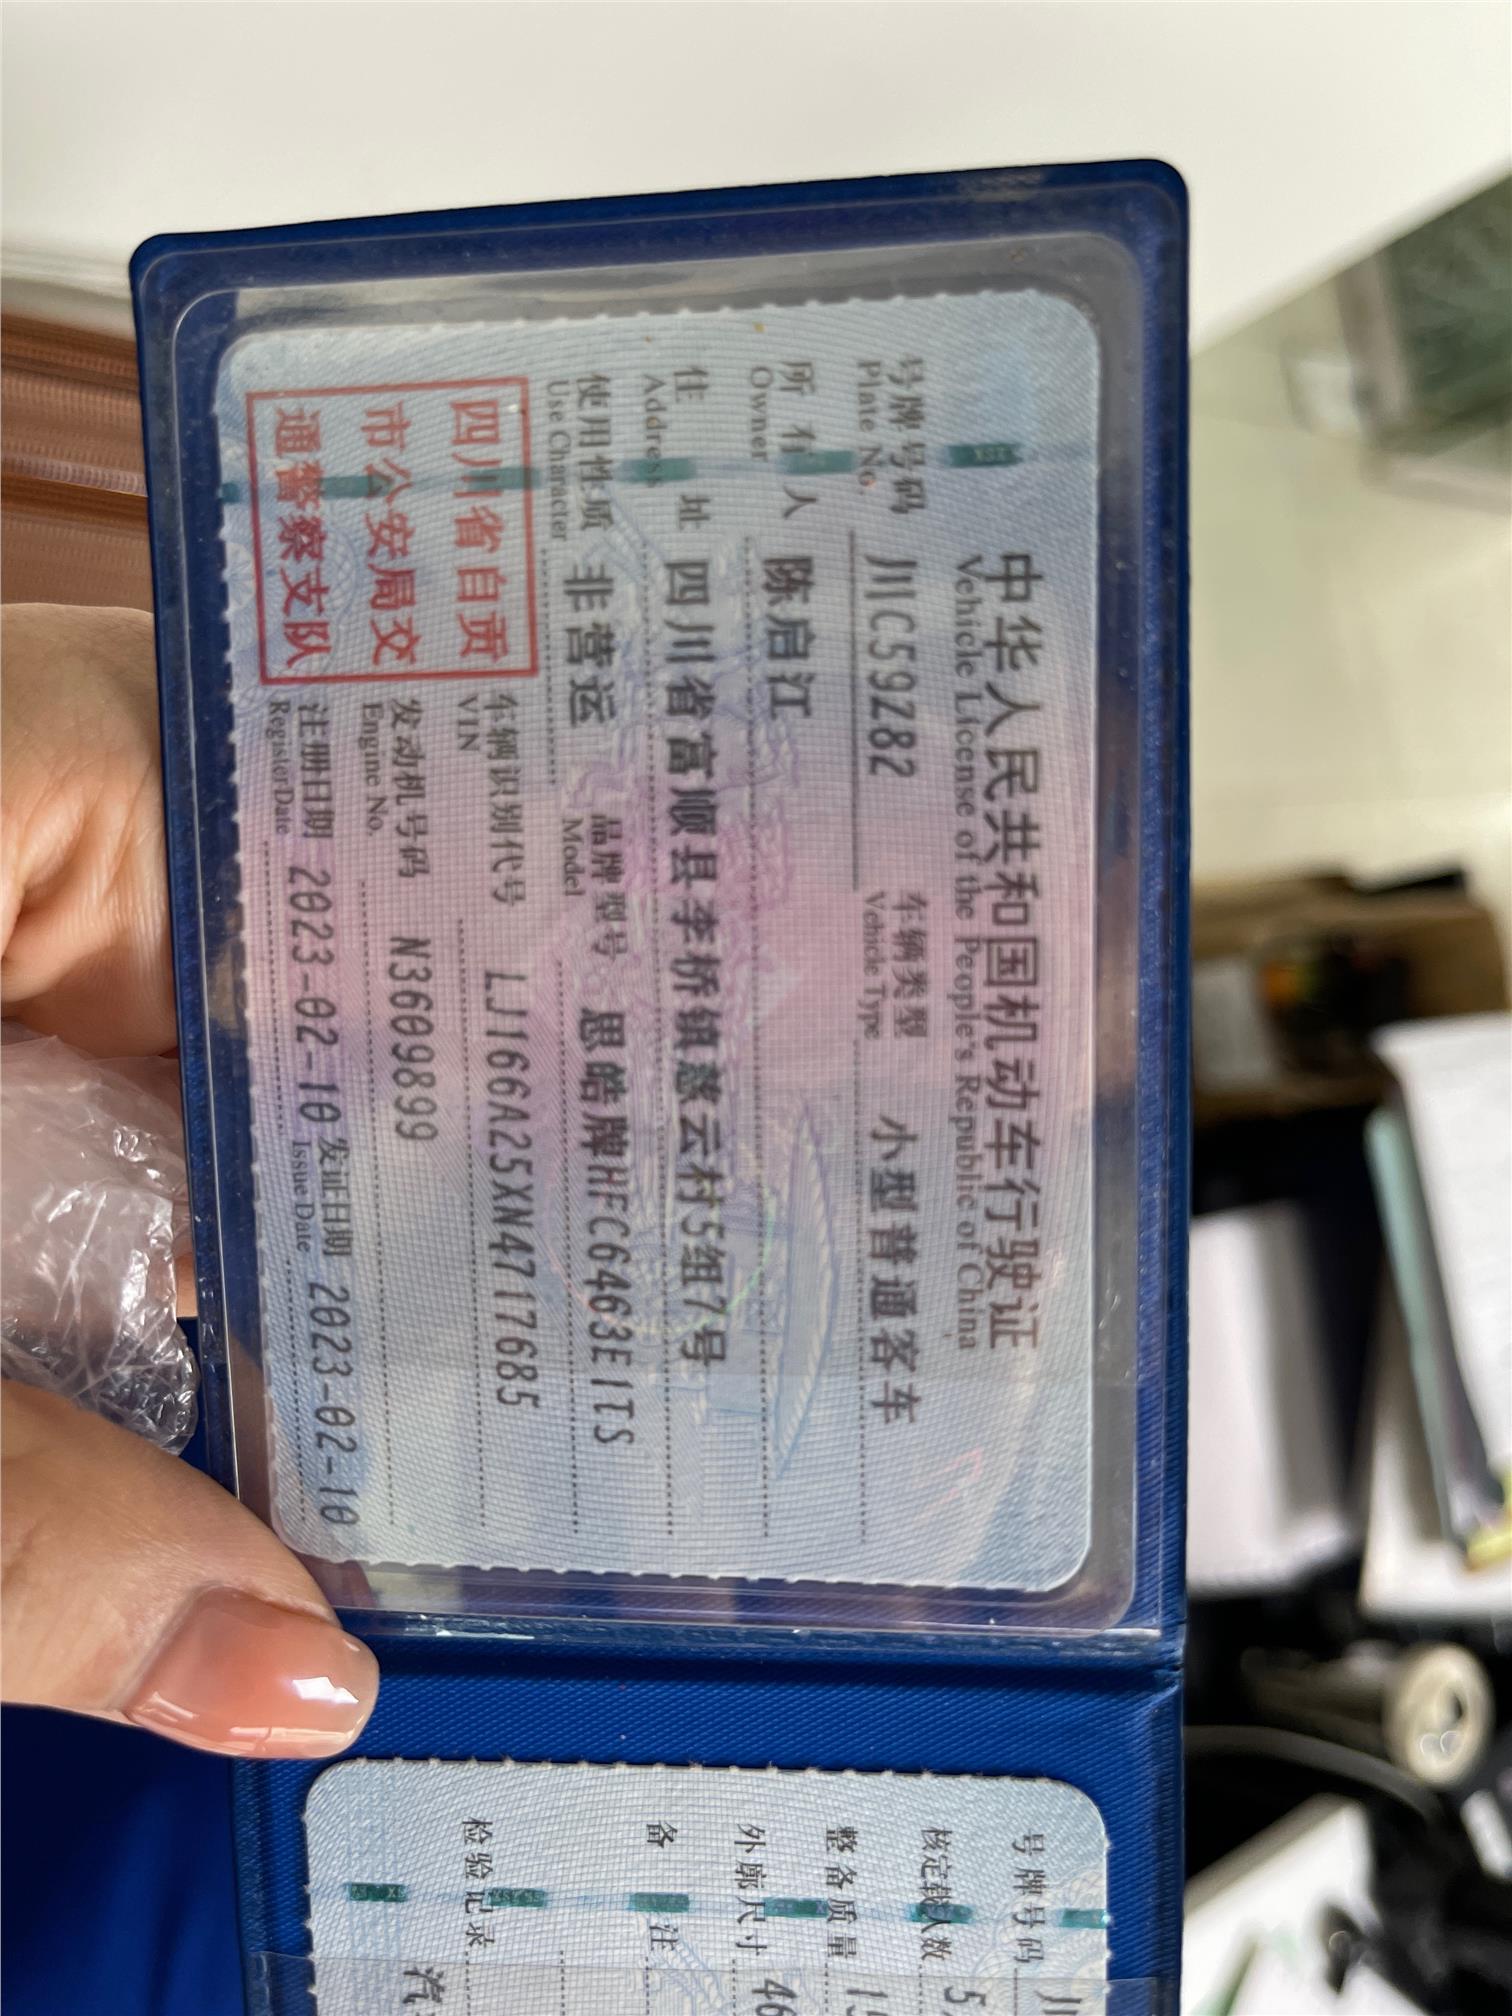 中华人民共和国机动车行驶证
Vehicle License of the People's Republic of China
号牌号码 川C59Z82 车辆类型 小型普通客车
Plate No. Vehicle Type
所有人 陈启江
Owner
住址 四川省富顺县李桥镇慈云村5组7号
Address
使用性质 非营运 品牌型号 思皓牌HFC6463E1TS
Use Character Model
四川省自贡
市公安局交
通警察支队
车辆识别代号 LJ166A25XN4717685
VIN
发动机号码 N3609899
Engine No.
注册日期 2023-02-10 发证日期 2023-02-10
Register Date Issue Date
号牌号码 川
核定载人数 5
整备质量 15
外廓尺寸 46
备注
检验记录